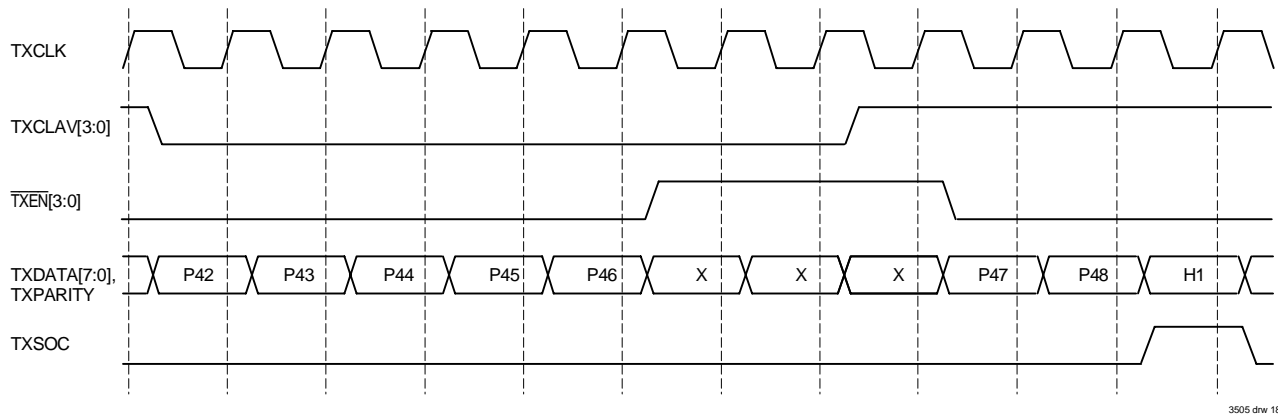 TXCLK
TXCLAV[3:0]
TXEN[3:0]
TXDATA[7:0], P42 P43 P44 P45 P46 X X X P47 P48 H1
TXPARITY
TXSOC
3505 drw 18